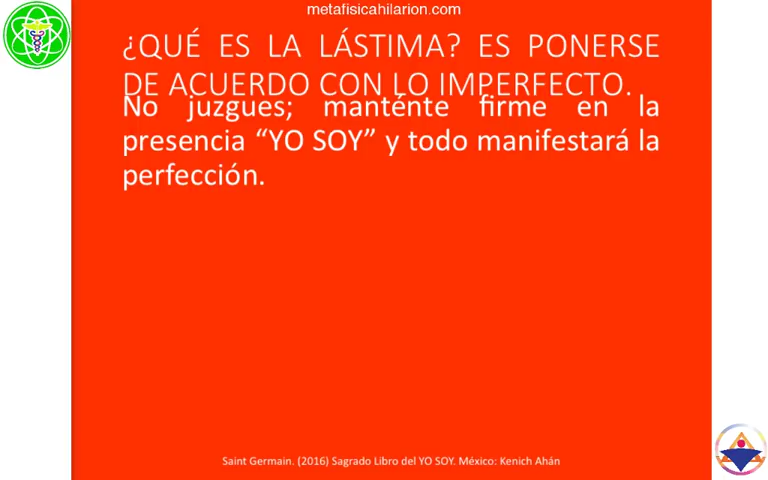 metafisicahilarion.com
¿QUÉ ES LA LÁSTIMA? ES PONERSE
DE ACUERDO CON LO IMPERFECTO.
No juzgues; manténte firme en la
presencia “YO SOY” y todo manifestará la
perfección.
Saint Germain. (2016) Sagrado Libro del YO SOY. México: Kenich Ahán